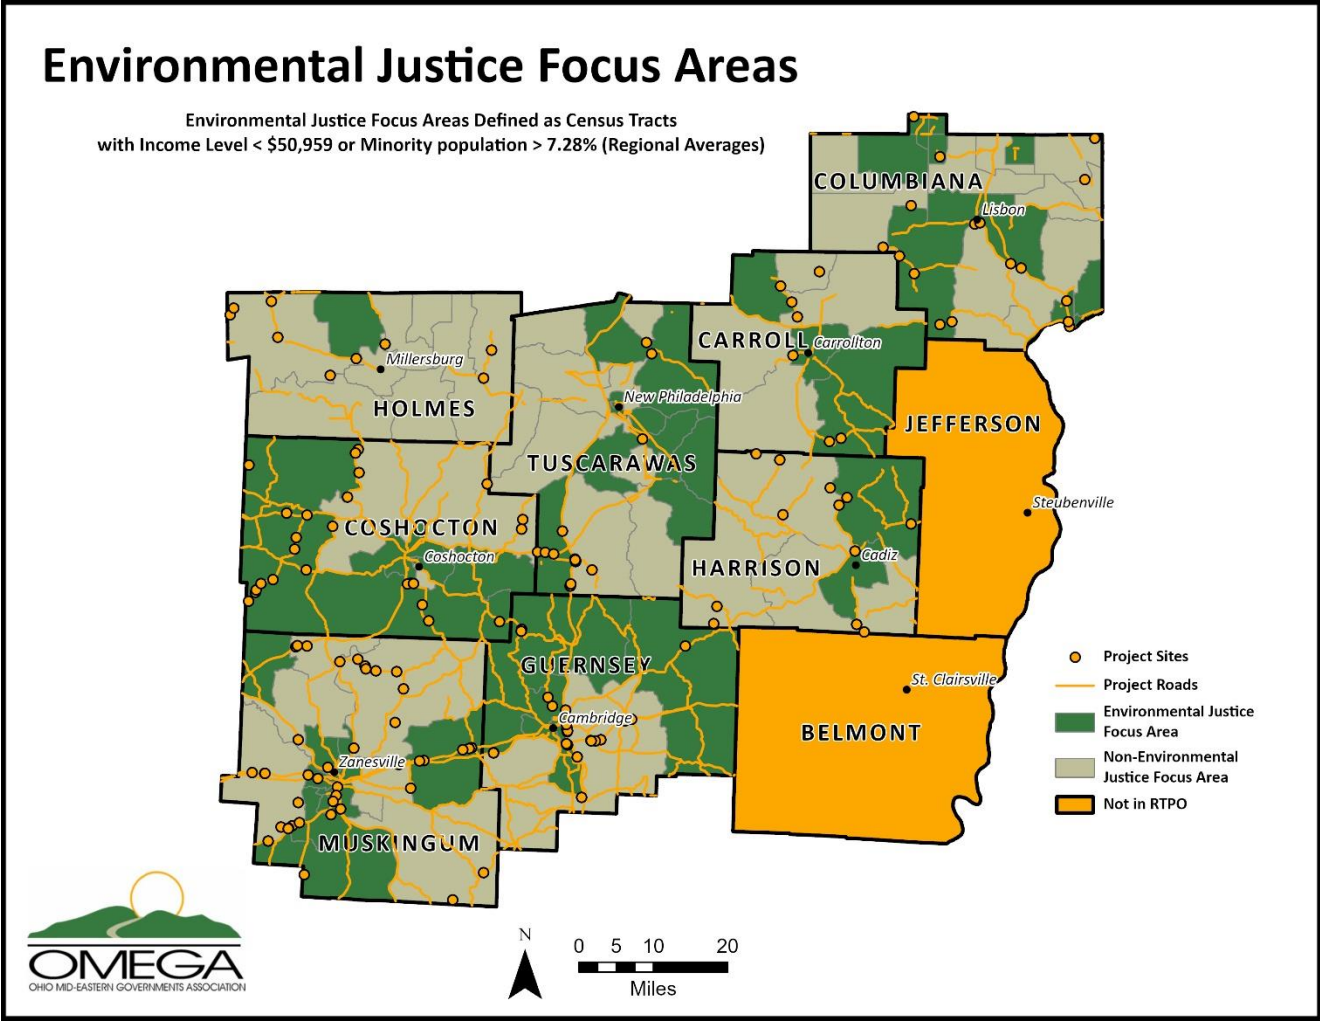 Environmental Justice Focus Areas
Environmental Justice Focus Areas Defined as Census Tracts
with Income Level < $50,959 or Minority population > 7.28% (Regional Averages)
COLUMBIANA
Lisbon
CARROLL
Carrollton
Millersburg
HOLMES
New Philadelphia
JEFFERSON
TUSCARAWAS
Steubenville
COSHOCTON
Coshocton
Cadiz
HARRISON
GUERNSEY
St. Clairsville
Cambridge
BELMONT
Zanesville
MUSKINGUM
Project Sites
Project Roads
Environmental Justice
Focus Area
Non-Environmental
Justice Focus Area
Not in RTPO
OMEGA
OHIO MID-EASTERN GOVERNMENTS ASSOCIATION
N
0 5 10 20
Miles